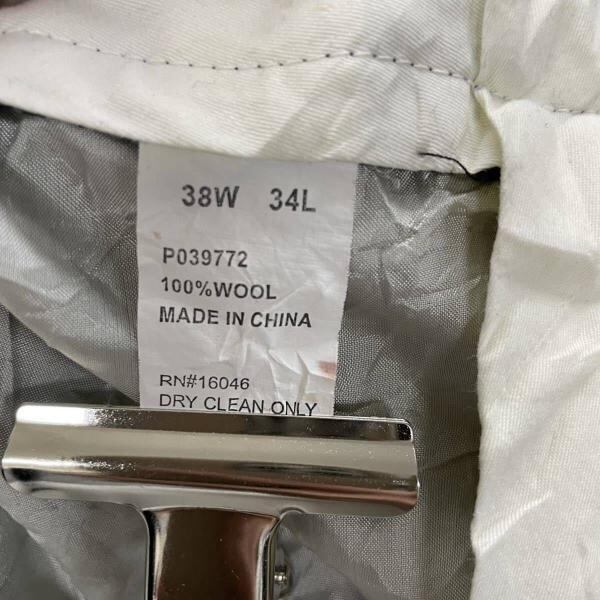 38W 34L
P039772
100%WOOL
MADE IN CHINA
RN#16046
DRY CLEAN ONLY